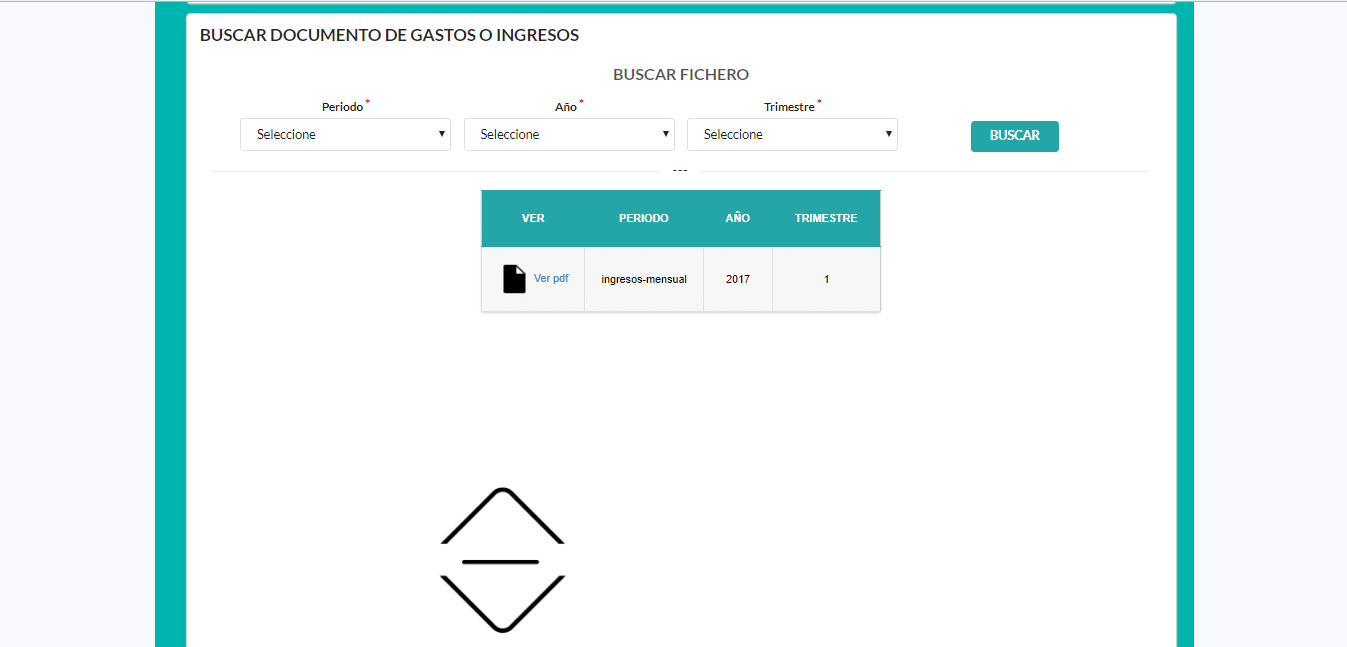 BUSCAR DOCUMENTO DE GASTOS O INGRESOS
BUSCAR FICHERO
Periodo * Año * Trimestre *
Seleccione Seleccione Seleccione BUSCAR
---
VER PERIODO AÑO TRIMESTRE
Ver pdf ingresos-mensual 2017 1